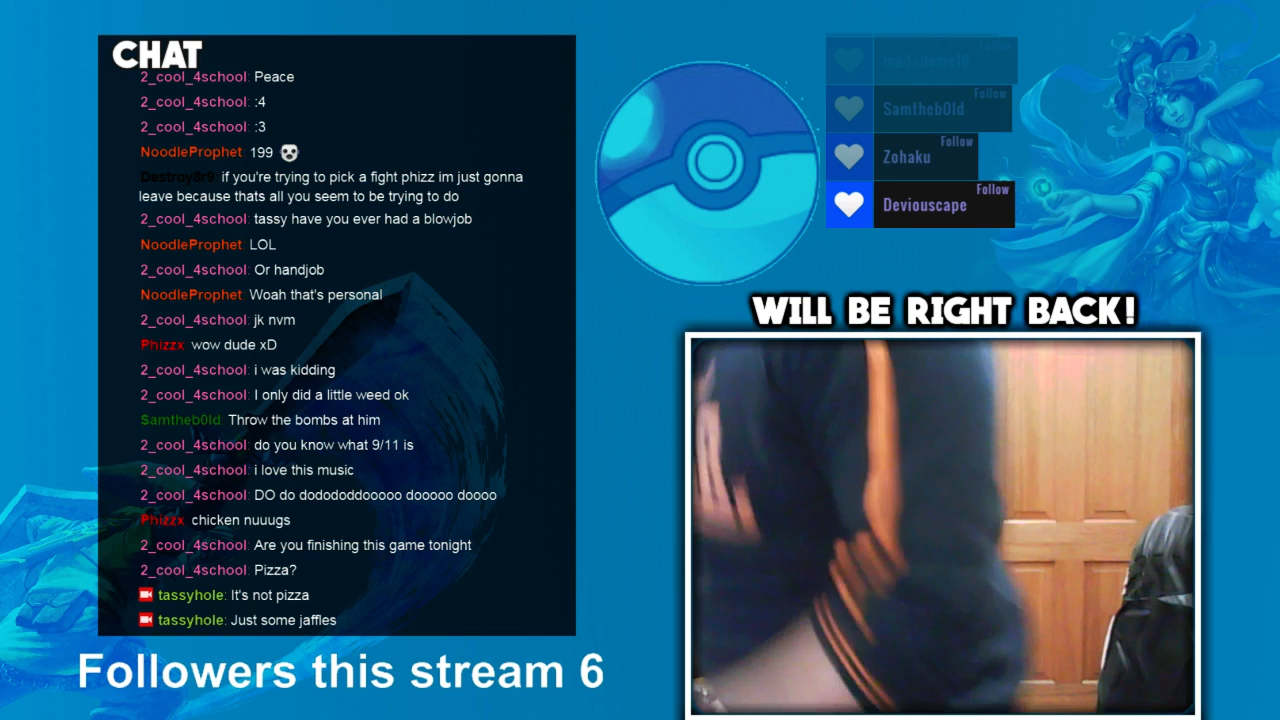 CHAT
2_cool_4school: Peace
2_cool_4school: :4
2_cool_4school: :3
NoodleProphet: 199
Destroy8r9: if you're trying to pick a fight phizz im just gonna
leave because thats all you seem to be trying to do
2_cool_4school: tassy have you ever had a blowjob
NoodleProphet: LOL
2_cool_4school: Or handjob
NoodleProphet: Woah that's personal
2_cool_4school: jk nvm
Phizzx: wow dude xD
2_cool_4school: i was kidding
2_cool_4school: I only did a little weed ok
Samtheb0ld: Throw the bombs at him
2_cool_4school: do you know what 9/11 is
2_cool_4school: i love this music
2_cool_4school: DO do dodododdooooo dooooo doooo
Phizzx: chicken nuuugs
2_cool_4school: Are you finishing this game tonight
2_cool_4school: Pizza?
tassyhole: It's not pizza
tassyhole: Just some jaffles
Followers this stream 6
Follow
Follow
Samtheb0ld
Follow
Zohaku
Follow
Deviouscape
WILL BE RIGHT BACK!